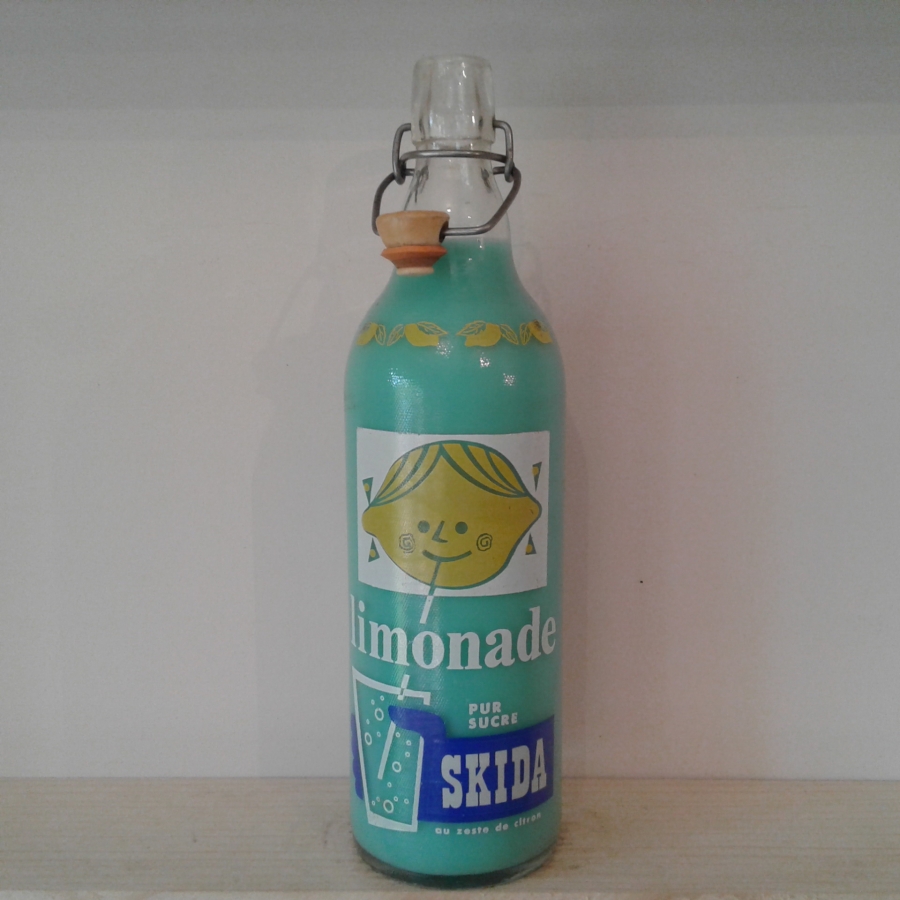 limonade
PUR
SUCRE
SKIDA
au zeste de citron